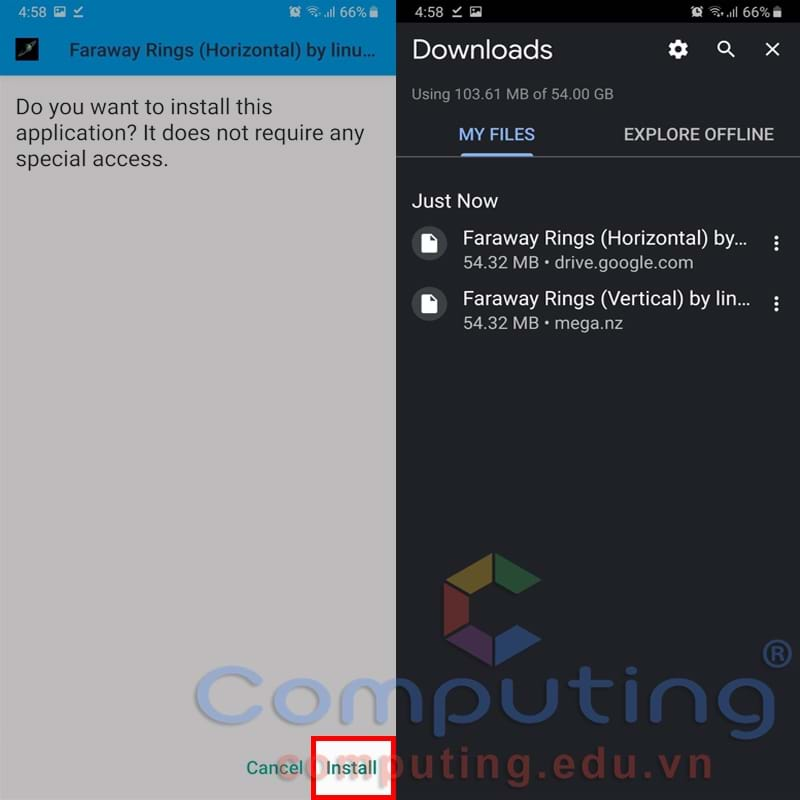 4:58
66%
Faraway Rings (Horizontal) by linu...
Do you want to install this
application? It does not require any
special access.
Cancel
Install
4:58
66%
Downloads
Using 103.61 MB of 54.00 GB
MY FILES
EXPLORE OFFLINE
Just Now
Faraway Rings (Horizontal) by...
54.32 MB • drive.google.com
Faraway Rings (Vertical) by lin...
54.32 MB • mega.nz
Computing®
computing.edu.vn